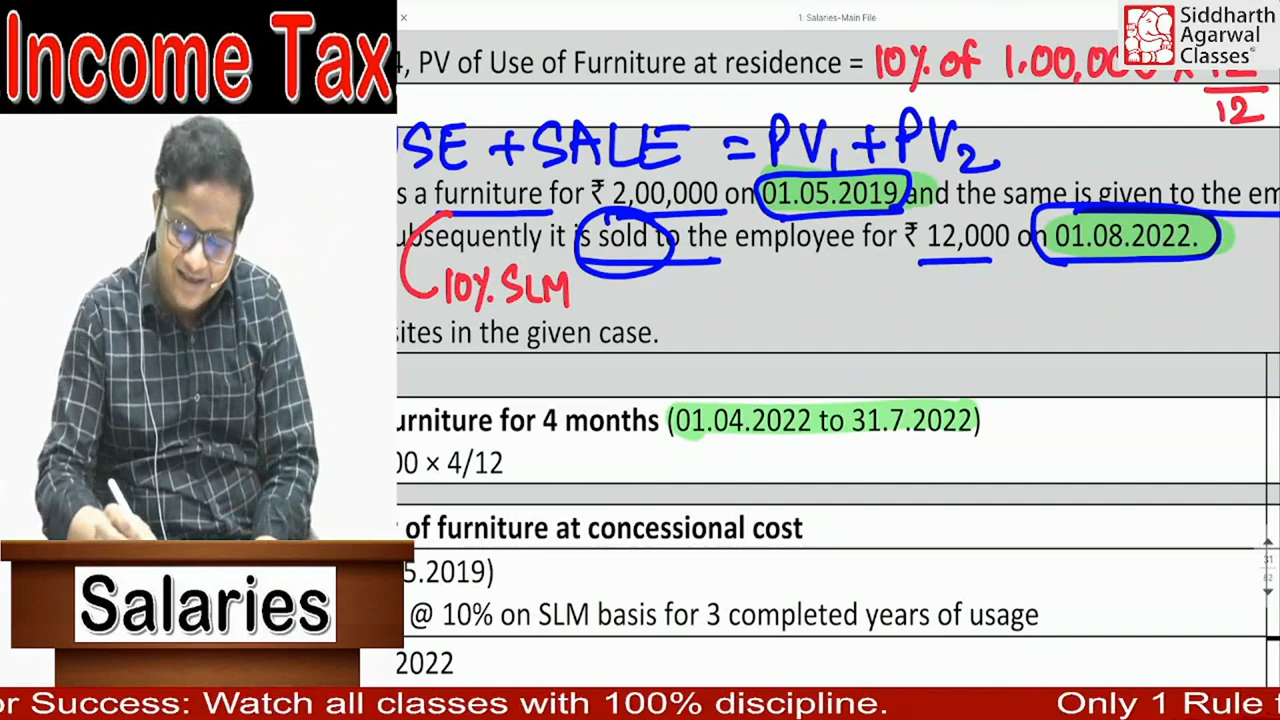 Income Tax
1. Salaries-Main File
Siddharth
Agarwal
Classes
4, PV of Use of Furniture at residence = 10% of 1,00,000 ×
12
USE + SALE = PV1 + PV2
s a furniture for ₹ 2,00,000 on 01.05.2019 and the same is given to the em
ubsequently it is sold to the employee for ₹ 12,000 on 01.08.2022.
10% SLM
sites in the given case.
urniture for 4 months (01.04.2022 to 31.7.2022)
00 × 4/12
of furniture at concessional cost
5.2019)
@ 10% on SLM basis for 3 completed years of usage
2022
31
62
Salaries
or Success: Watch all classes with 100% discipline. Only 1 Rule